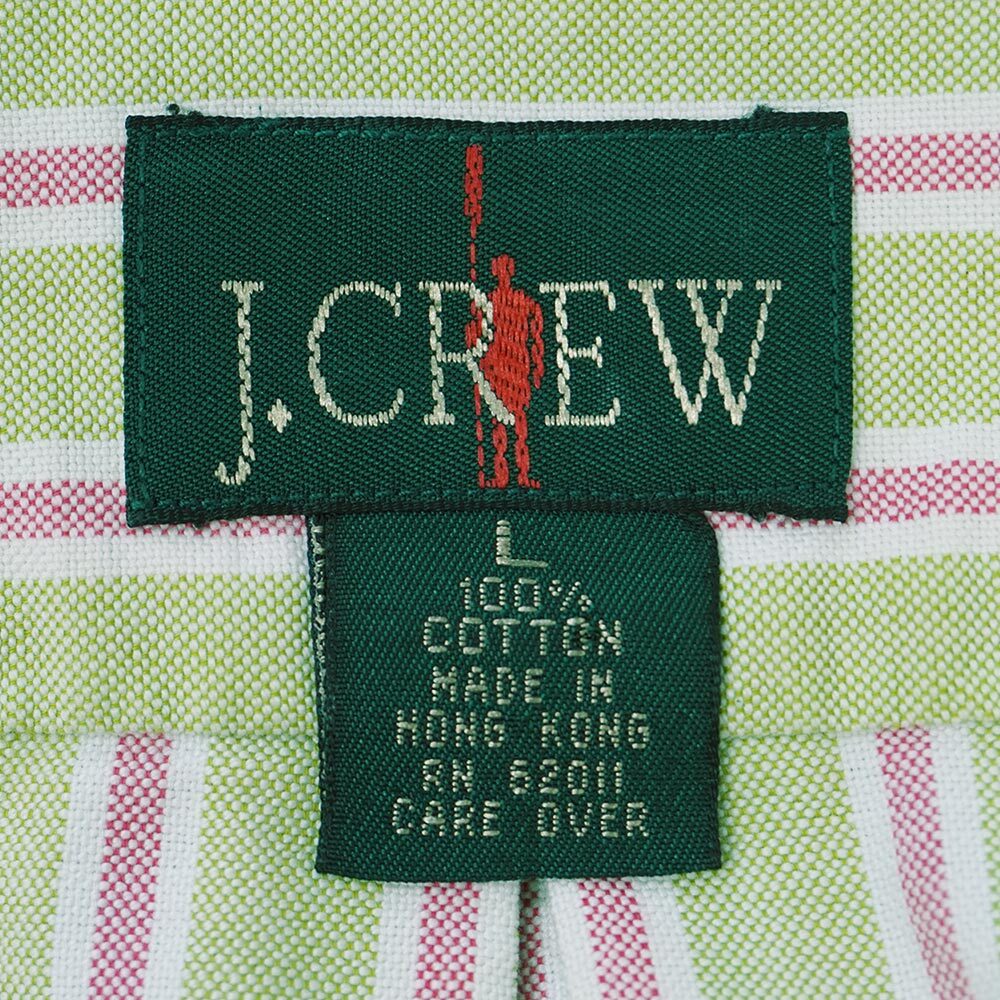 J.CREW
L
100%
COTTON
MADE IN
HONG KONG
RN 62011
CARE OVER